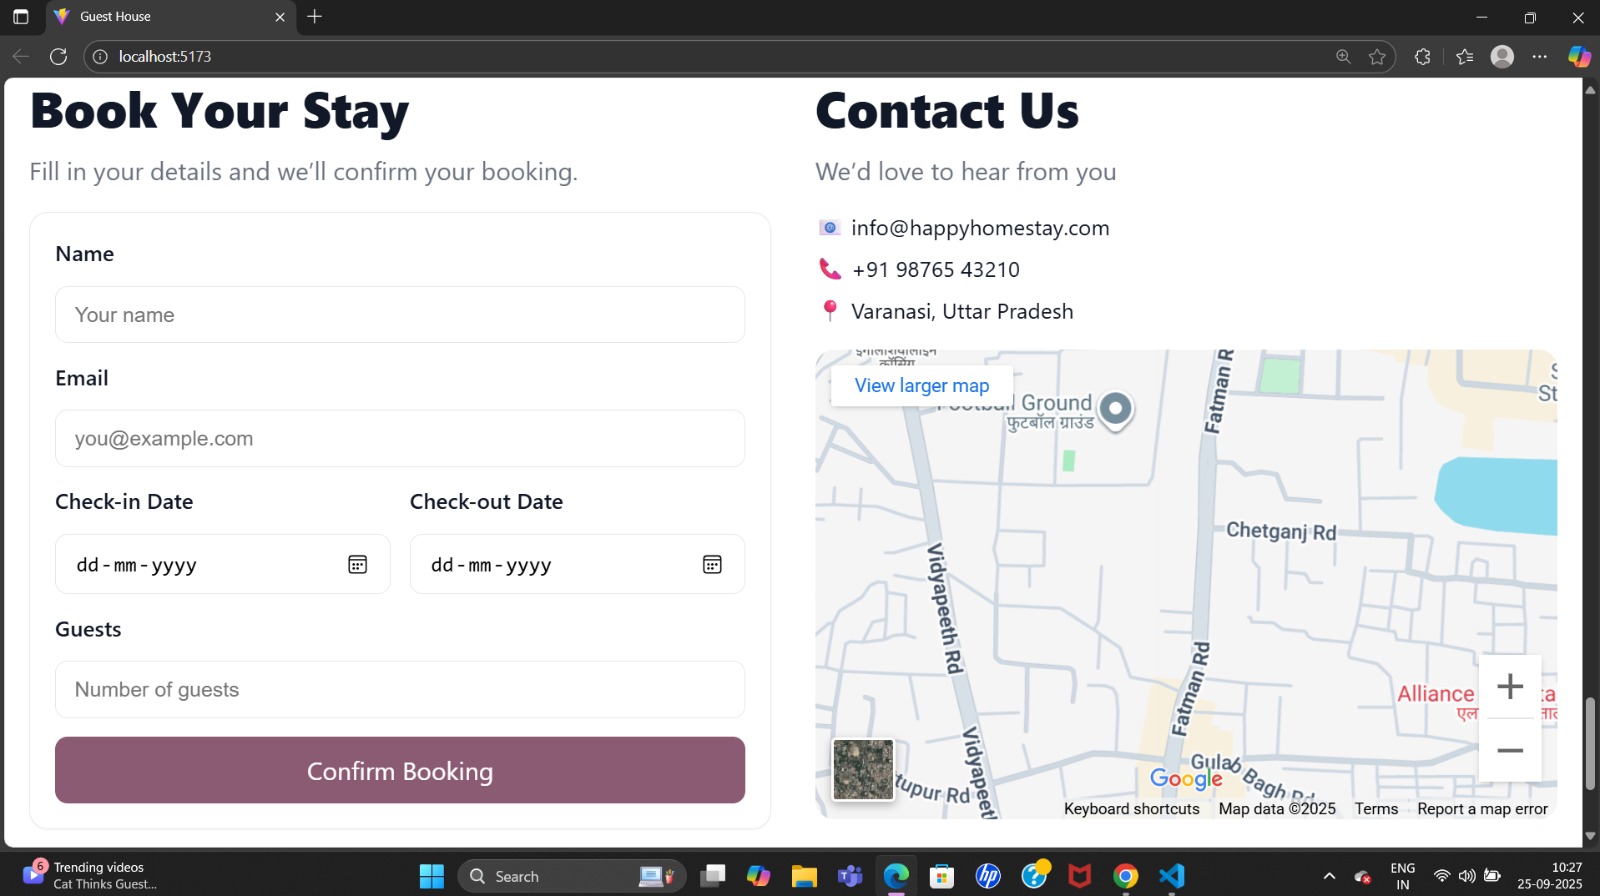 Guest House
localhost:5173
Book Your Stay
Fill in your details and we’ll confirm your booking.
Name
Your name
Email
you@example.com
Check-in Date
Check-out Date
dd-mm-yyyy
dd-mm-yyyy
Guests
Number of guests
Confirm Booking
Contact Us
We’d love to hear from you
info@happyhomestay.com
+91 98765 43210
Varanasi, Uttar Pradesh
View larger map
Ground
फुटबॉल ग्राउंड
Fatman R
St
Chetganj Rd
Vidyapeeth Rd
Fatman Rd
Alliance
Vidyapeet
tupur Rd
Gulab Bagh Rd
Google
Keyboard shortcuts
Map data ©2025
Terms
Report a map error
6
Trending videos
Cat Thinks Guest...
Search
ENG
IN
10:27
25-09-2025